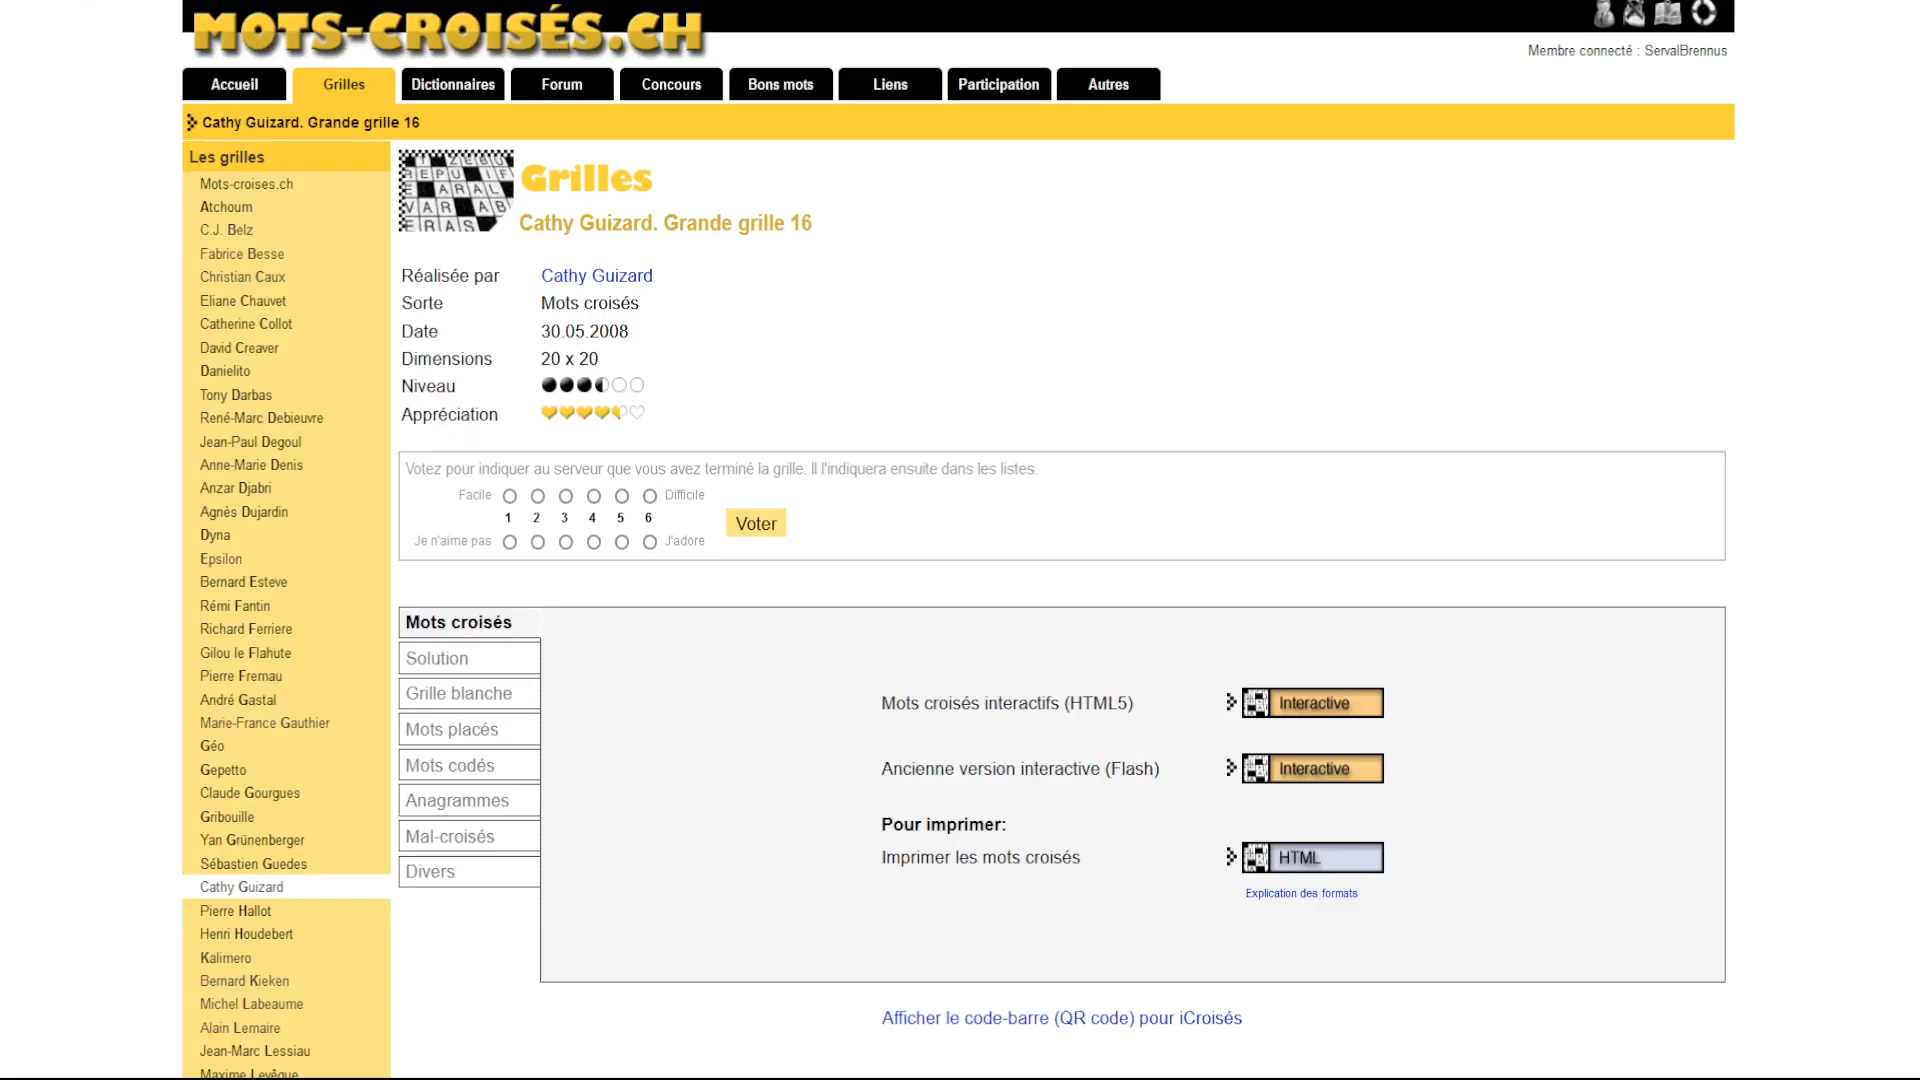 MOTS-CROISÉS.CH
Membre connecté : ServalBrennus
Accueil Grilles Dictionnaires Forum Concours Bons mots Liens Participation Autres
Cathy Guizard. Grande grille 16
Les grilles
Mots-croises.ch
Atchoum
C.J. Belz
Fabrice Besse
Christian Caux
Eliane Chauvet
Catherine Collot
David Creaver
Danielito
Tony Darbas
René-Marc Debieuvre
Jean-Paul Degoul
Anne-Marie Denis
Anzar Djabri
Agnès Dujardin
Dyna
Epsilon
Bernard Esteve
Rémi Fantin
Richard Ferriere
Gilou le Flahute
Pierre Fremau
André Gastal
Marie-France Gauthier
Géo
Gepetto
Claude Gourgues
Gribouille
Yan Grünenberger
Sébastien Guedes
Cathy Guizard
Pierre Hallot
Henri Houdebert
Kalimero
Bernard Kieken
Michel Labeaume
Alain Lemaire
Jean-Marc Lessiau
Maxime Levêque
Grilles
Cathy Guizard. Grande grille 16
Réalisée par Cathy Guizard
Sorte Mots croisés
Date 30.05.2008
Dimensions 20 x 20
Niveau
Appréciation
Votez pour indiquer au serveur que vous avez terminé la grille. Il l'indiquera ensuite dans les listes.
Facile Difficile
1 2 3 4 5 6
Je n'aime pas J'adore
Voter
Mots croisés
Solution
Grille blanche
Mots placés
Mots codés
Anagrammes
Mal-croisés
Divers
Mots croisés interactifs (HTML5) Interactive
Ancienne version interactive (Flash) Interactive
Pour imprimer:
Imprimer les mots croisés HTML
Explication des formats
Afficher le code-barre (QR code) pour iCroisés